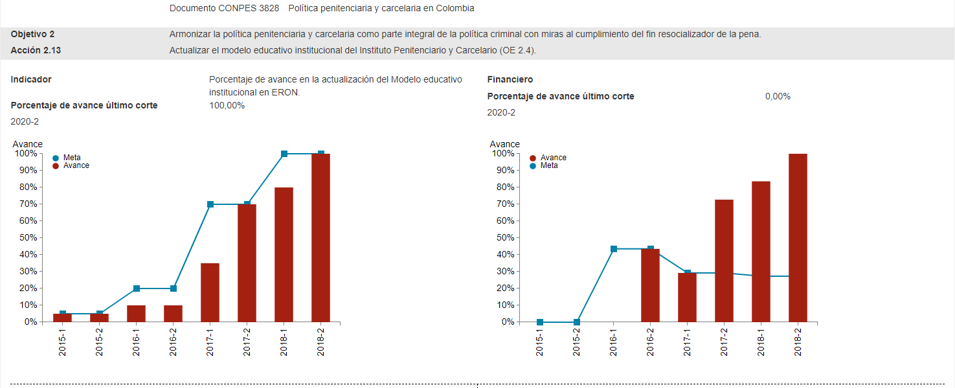 Documento CONPES 3828 Política penitenciaria y carcelaria en Colombia
Objetivo 2 Armonizar la política penitenciaria y carcelaria como parte integral de la política criminal con miras al cumplimiento del fin resocializador de la pena.
Acción 2.13 Actualizar el modelo educativo institucional del Instituto Penitenciario y Carcelario (OE 2.4).
Indicador Porcentaje de avance en la actualización del Modelo educativo
institucional en ERON.
Porcentaje de avance último corte 100,00%
2020-2
Avance
Meta
Avance
100%
90%
80%
70%
60%
50%
40%
30%
20%
10%
0%
2015-1
2015-2
2016-1
2016-2
2017-1
2017-2
2018-1
2018-2
Financiero
Porcentaje de avance último corte 0,00%
2020-2
Avance
Avance
Meta
100%
90%
80%
70%
60%
50%
40%
30%
20%
10%
0%
2015-1
2015-2
2016-1
2016-2
2017-1
2017-2
2018-1
2018-2